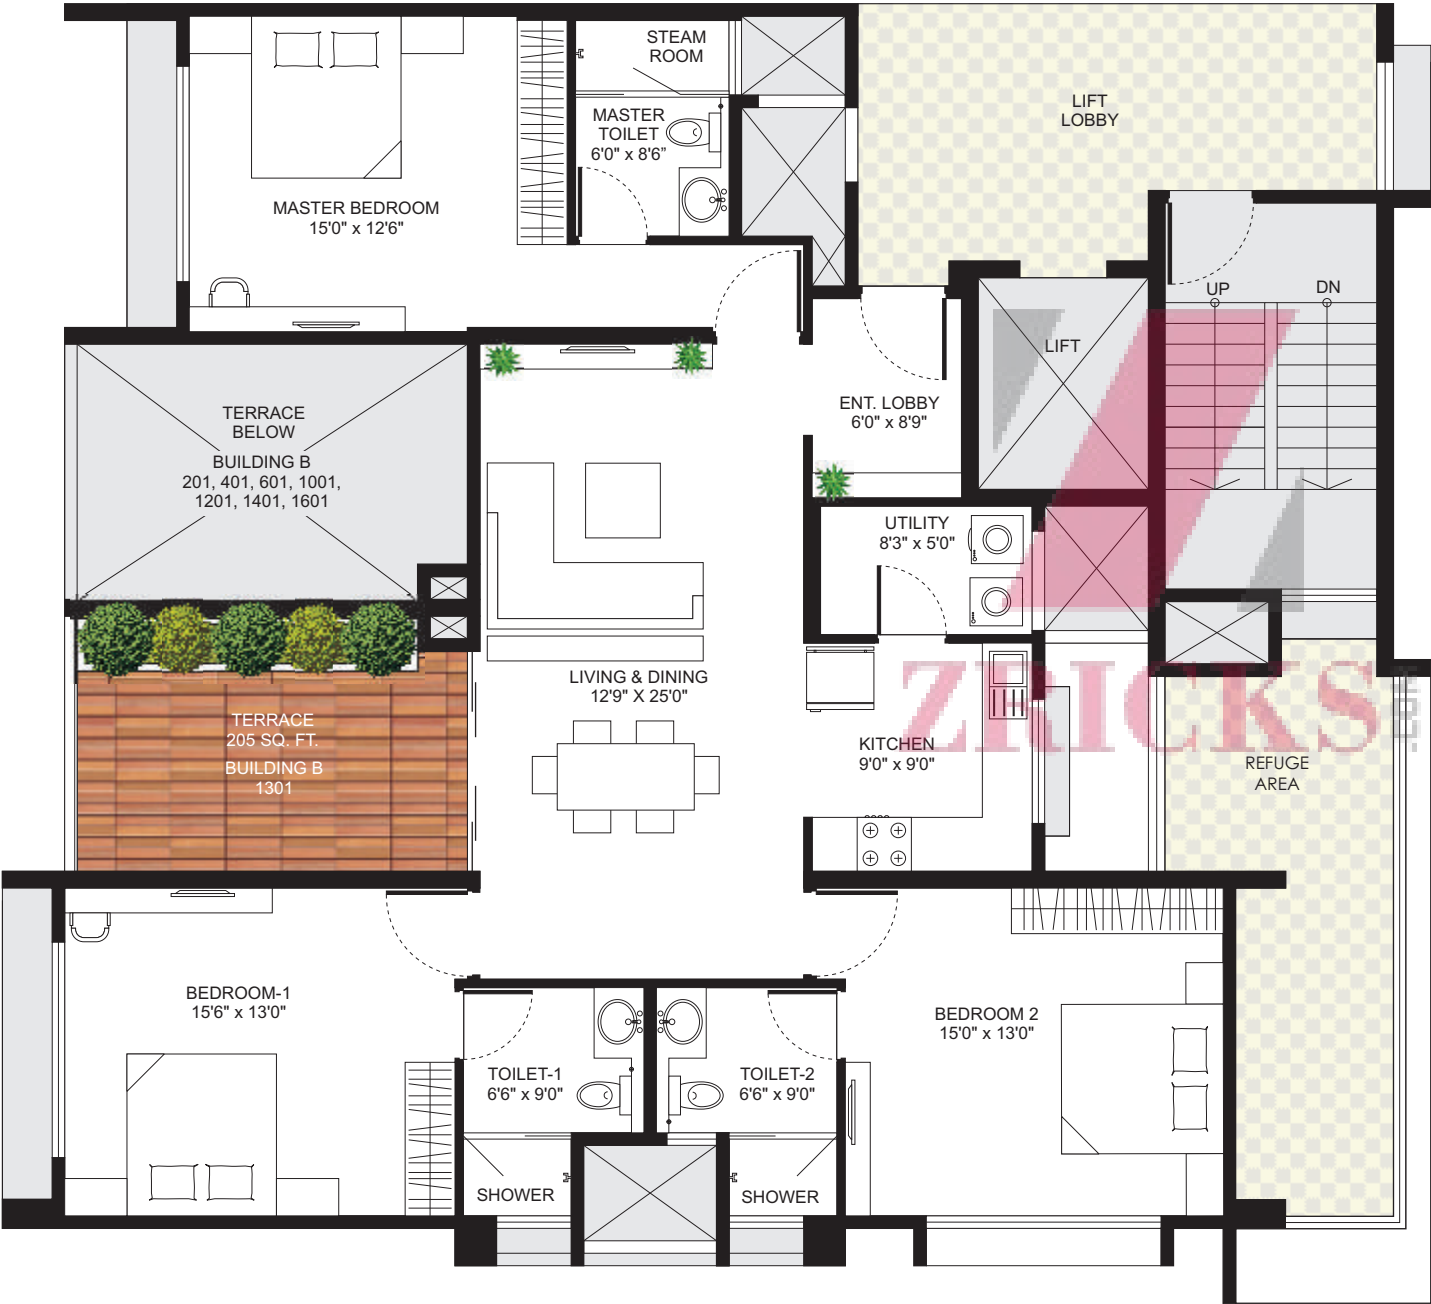 STEAM
ROOM
MASTER
TOILET
6'0" x 8'6”
LIFT
LOBBY
MASTER BEDROOM
15'0" x 12'6"
UP
DN
LIFT
ENT. LOBBY
6'0" x 8'9"
TERRACE
BELOW
BUILDING B
201, 401, 601, 1001,
1201, 1401, 1601
UTILITY
8'3" x 5'0"
LIVING & DINING
12'9" X 25'0"
TERRACE
205 SQ. FT.
BUILDING B
1301
KITCHEN
9'0" x 9'0"
ZRICKS
.COM
REFUGE
AREA
BEDROOM-1
15'6" x 13'0"
BEDROOM 2
15'0" x 13'0"
TOILET-1
6'6" x 9'0"
TOILET-2
6'6" x 9'0"
SHOWER
SHOWER